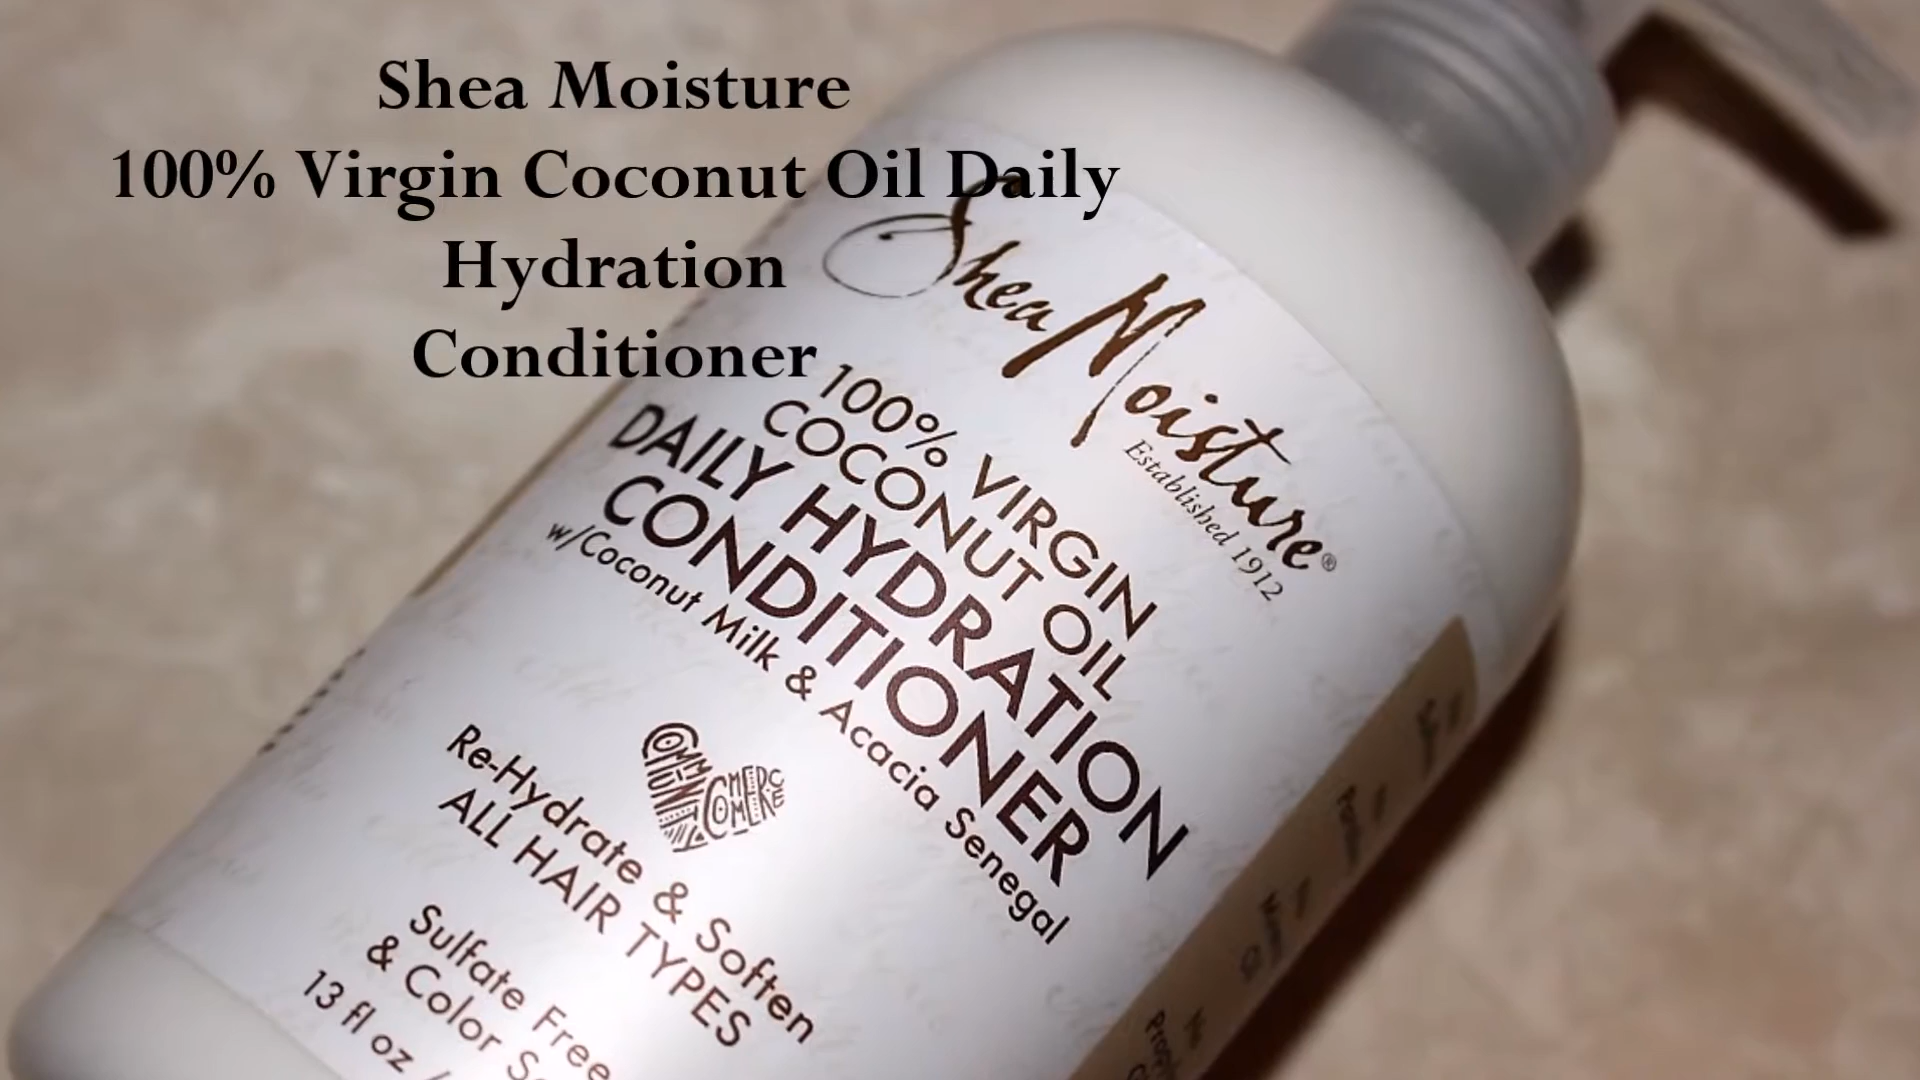 Shea Moisture
100% Virgin Coconut Oil Daily
Hydration
Conditioner
Shea Moisture®
Established 1912
100% VIRGIN
COCONUT OIL
DAILY HYDRATION
CONDITIONER
w/Coconut Milk & Acacia Senegal
COMMUNITY COMMERCE
Re-Hydrate & Soften
ALL HAIR TYPES
Sulfate Free
& Color
13 fl oz /